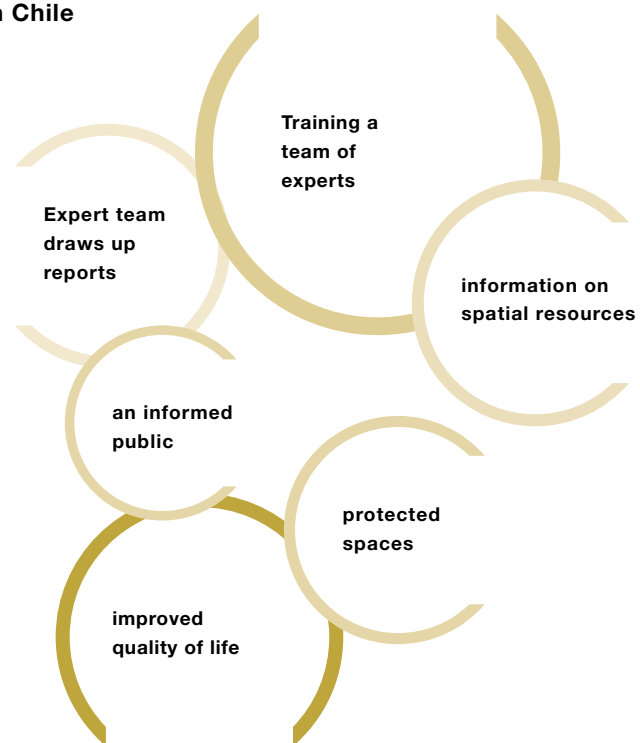 Chile
Training a
team of
experts
Expert team
draws up
reports
information on
spatial resources
an informed
public
protected
spaces
improved
quality of life